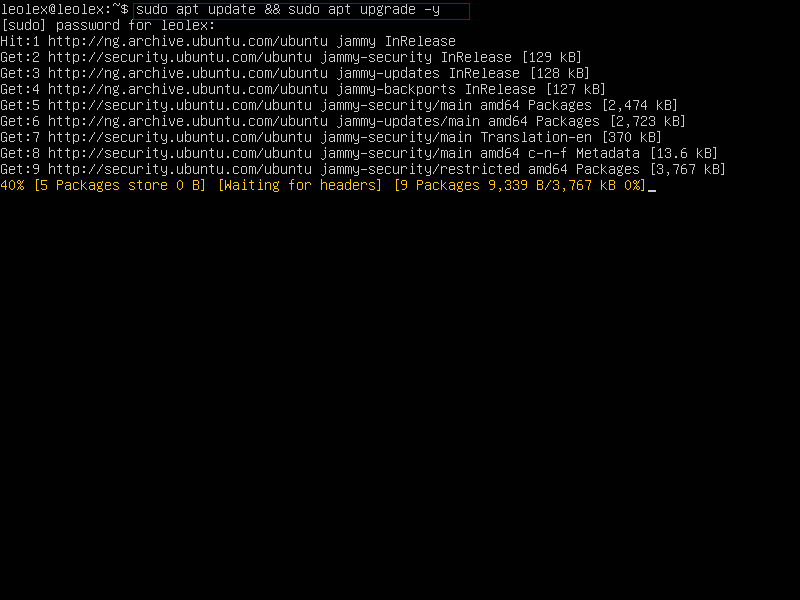 leolex@leolex:~$ sudo apt update && sudo apt upgrade -y
[sudo] password for leolex:
Hit:1 http://ng.archive.ubuntu.com/ubuntu jammy InRelease
Get:2 http://security.ubuntu.com/ubuntu jammy-security InRelease [129 kB]
Get:3 http://ng.archive.ubuntu.com/ubuntu jammy-updates InRelease [128 kB]
Get:4 http://ng.archive.ubuntu.com/ubuntu jammy-backports InRelease [127 kB]
Get:5 http://security.ubuntu.com/ubuntu jammy-security/main amd64 Packages [2,474 kB]
Get:6 http://ng.archive.ubuntu.com/ubuntu jammy-updates/main amd64 Packages [2,723 kB]
Get:7 http://security.ubuntu.com/ubuntu jammy-security/main Translation-en [370 kB]
Get:8 http://security.ubuntu.com/ubuntu jammy-security/main amd64 c-n-f Metadata [13.6 kB]
Get:9 http://security.ubuntu.com/ubuntu jammy-security/restricted amd64 Packages [3,767 kB]
40% [5 Packages store 0 B] [Waiting for headers] [9 Packages 9,339 B/3,767 kB 0%]_